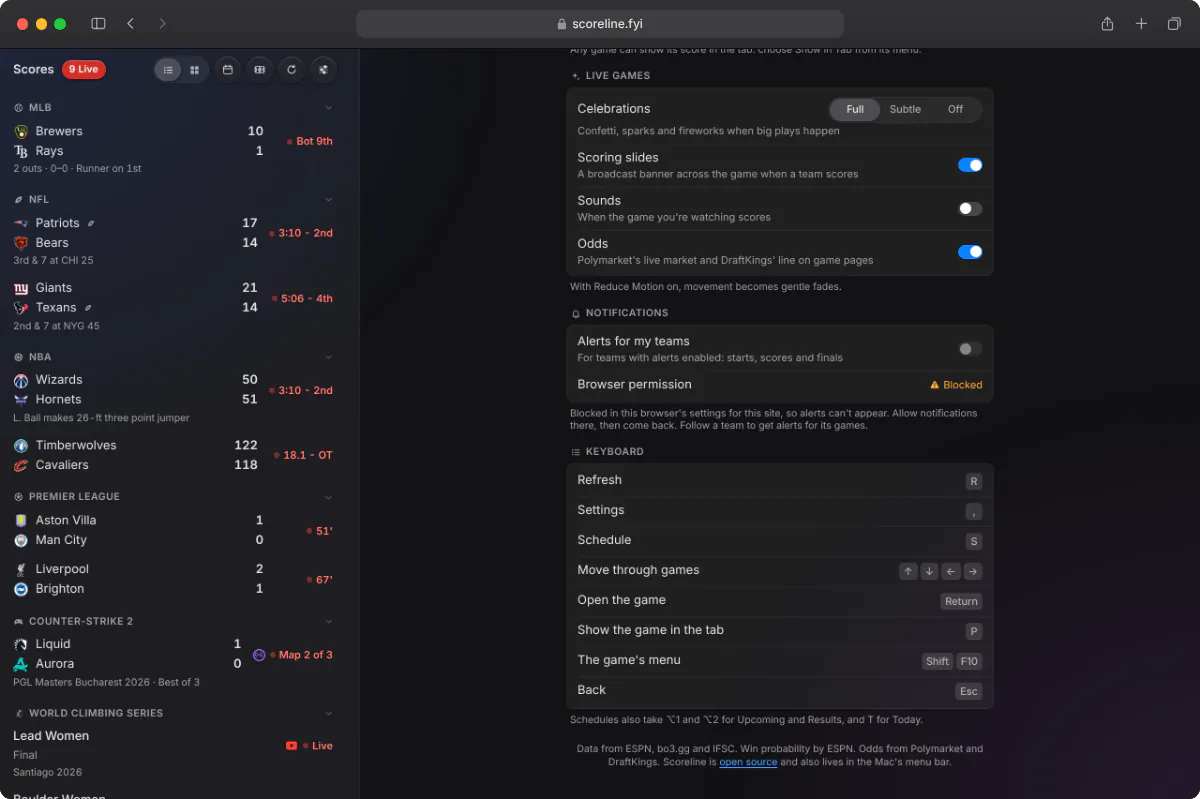 scoreline.fyi
Scores
9 Live
MLB
Brewers 10
Rays 1
Bot 9th
2 outs · 0–0 · Runner on 1st
NFL
Patriots 17
Bears 14
3:10 - 2nd
3rd & 7 at CHI 25
Giants 21
Texans 14
5:06 - 4th
2nd & 7 at NYG 45
NBA
Wizards 50
Hornets 51
3:10 - 2nd
L. Ball makes 26-ft three point jumper
Timberwolves 122
Cavaliers 118
18.1 - OT
PREMIER LEAGUE
Aston Villa 1
Man City 0
51'
Liverpool 2
Brighton 1
67'
COUNTER-STRIKE 2
Liquid 1
Aurora 0
Map 2 of 3
PGL Masters Bucharest 2026 · Best of 3
WORLD CLIMBING SERIES
Lead Women
Final
Live
Santiago 2026
Boulder Women
Any game can show its score in the tab. Choose Show in Tab from its menu.
LIVE GAMES
Celebrations
Full Subtle Off
Confetti, sparks and fireworks when big plays happen
Scoring slides
A broadcast banner across the game when a team scores
Sounds
When the game you're watching scores
Odds
Polymarket's live market and DraftKings' line on game pages
With Reduce Motion on, movement becomes gentle fades.
NOTIFICATIONS
Alerts for my teams
For teams with alerts enabled: starts, scores and finals
Browser permission Blocked
Blocked in this browser's settings for this site, so alerts can't appear. Allow notifications
there, then come back. Follow a team to get alerts for its games.
KEYBOARD
Refresh R
Settings ,
Schedule S
Move through games ↑ ↓ ← →
Open the game Return
Show the game in the tab P
The game's menu Shift F10
Back Esc
Schedules also take ⌥1 and ⌥2 for Upcoming and Results, and T for Today.
Data from ESPN, bo3.gg and IFSC. Win probability by ESPN. Odds from Polymarket and
DraftKings. Scoreline is open source and also lives in the Mac's menu bar.